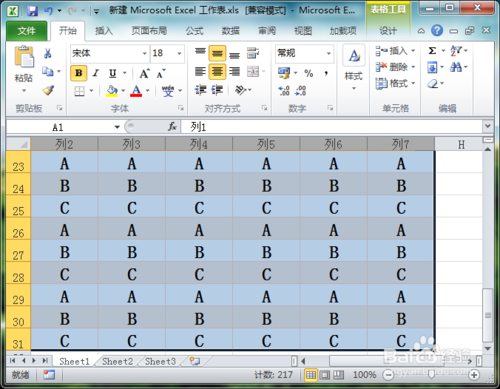 新建 Microsoft Excel 工作表.xls [兼容模式] - Microsoft E...
表格工具
文件 开始 插入 页面布局 公式 数据 审阅 视图 加载项 设计
宋体 18 常规 插入 Σ
粘贴 B I U A A 样式 删除
格式
剪贴板 字体 对齐方式 数字 单元格 编辑
A1 fx 列1
列2 列3 列4 列5 列6 列7 H
23 A A A A A A
24 B B B B B B
25 C C C C C C
26 A A A A A A
27 B B B B B B
28 C C C C C C
29 A A A A A A
30 B B B B B B
31 C C C C C C
Sheet1 Sheet2 Sheet3
就绪 计数: 217 100%